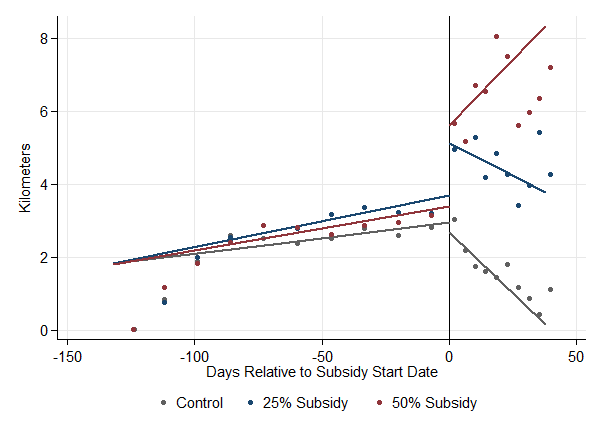 Kilometers
8
6
4
2
0
-150 -100 -50 0 50
Days Relative to Subsidy Start Date
Control 25% Subsidy 50% Subsidy